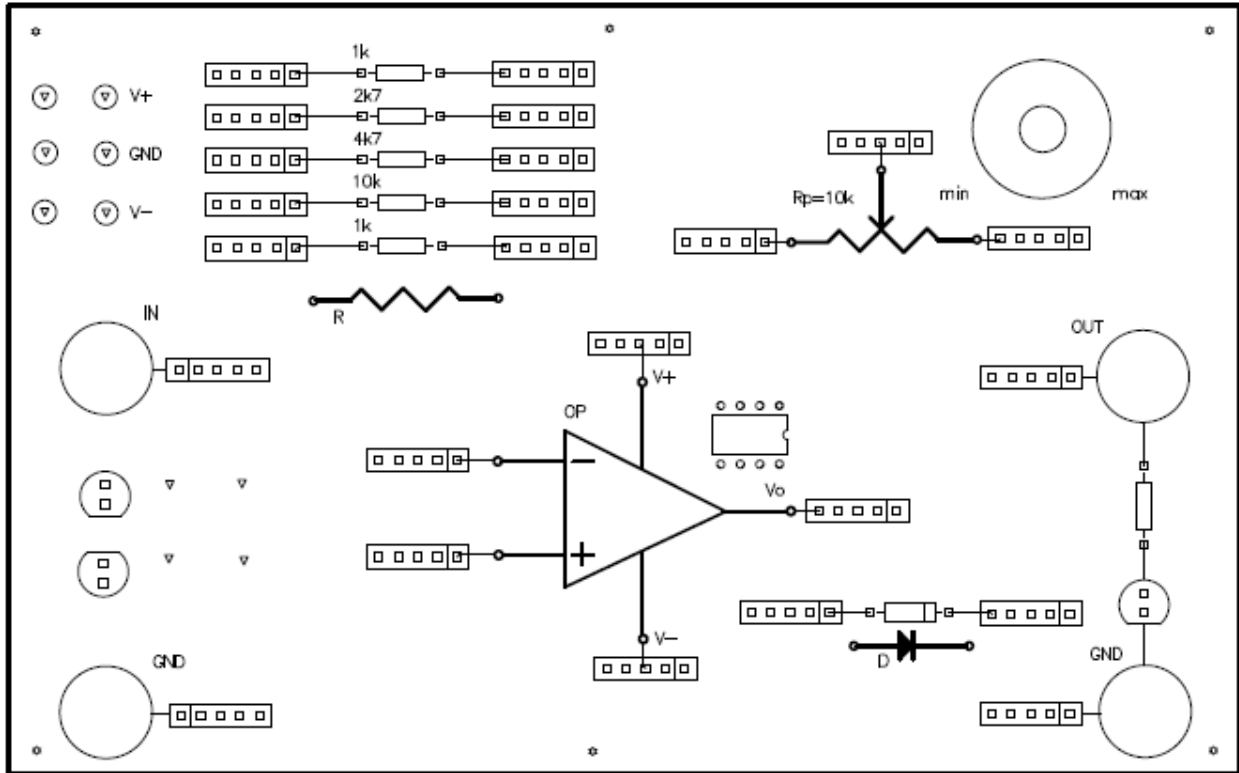 1k
2k7
V+
4k7
GND
10k
Rp=10k
min
max
V-
1k
R
IN
OUT
V+
OP
-
Vo
+
V-
D
GND
GND